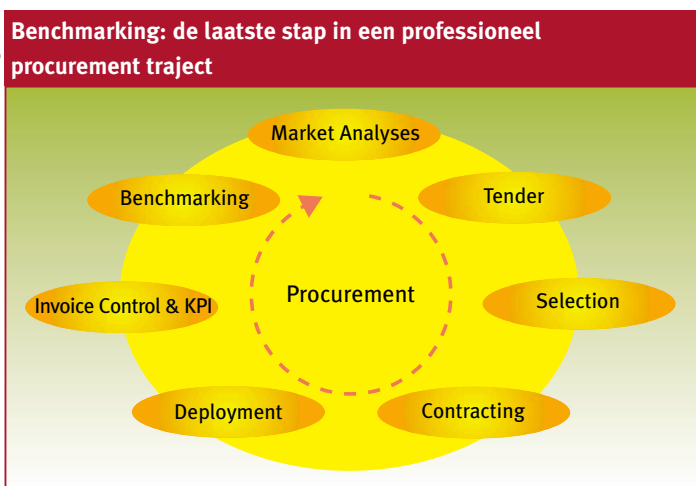 Benchmarking: de laatste stap in een professioneel
procurement traject
Market Analyses
Benchmarking
Tender
Invoice Control & KPI
Procurement
Selection
Deployment
Contracting